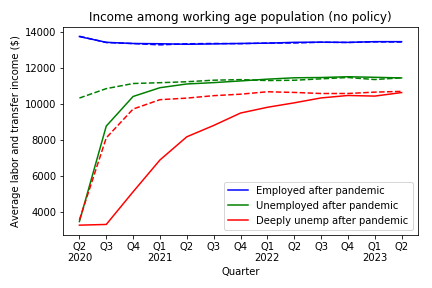 Income among working age population (no policy)
Average labor and transfer income ($)
14000
12000
10000
8000
6000
4000
Employed after pandemic
Unemployed after pandemic
Deeply unemp after pandemic
Q2 Q3 Q4 Q1 Q2 Q3 Q4 Q1 Q2 Q3 Q4 Q1 Q2
2020 2021 2022 2023
Quarter